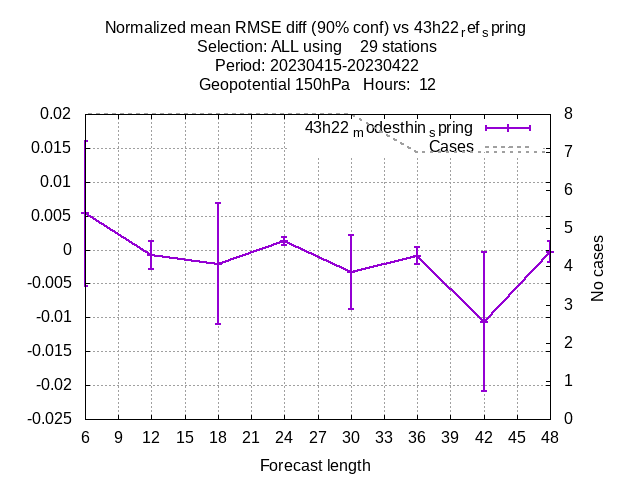 Normalized mean RMSE diff (90% conf) vs 43h22refspring
Selection: ALL using 29 stations
Period: 20230415-20230422
Geopotential 150hPa Hours: 12
43h22modesthinspring
Cases
0.02
0.015
0.01
0.005
0
-0.005
-0.01
-0.015
-0.02
-0.025
8
7
6
5
4
3
2
1
0
No cases
6 9 12 15 18 21 24 27 30 33 36 39 42 45 48
Forecast length